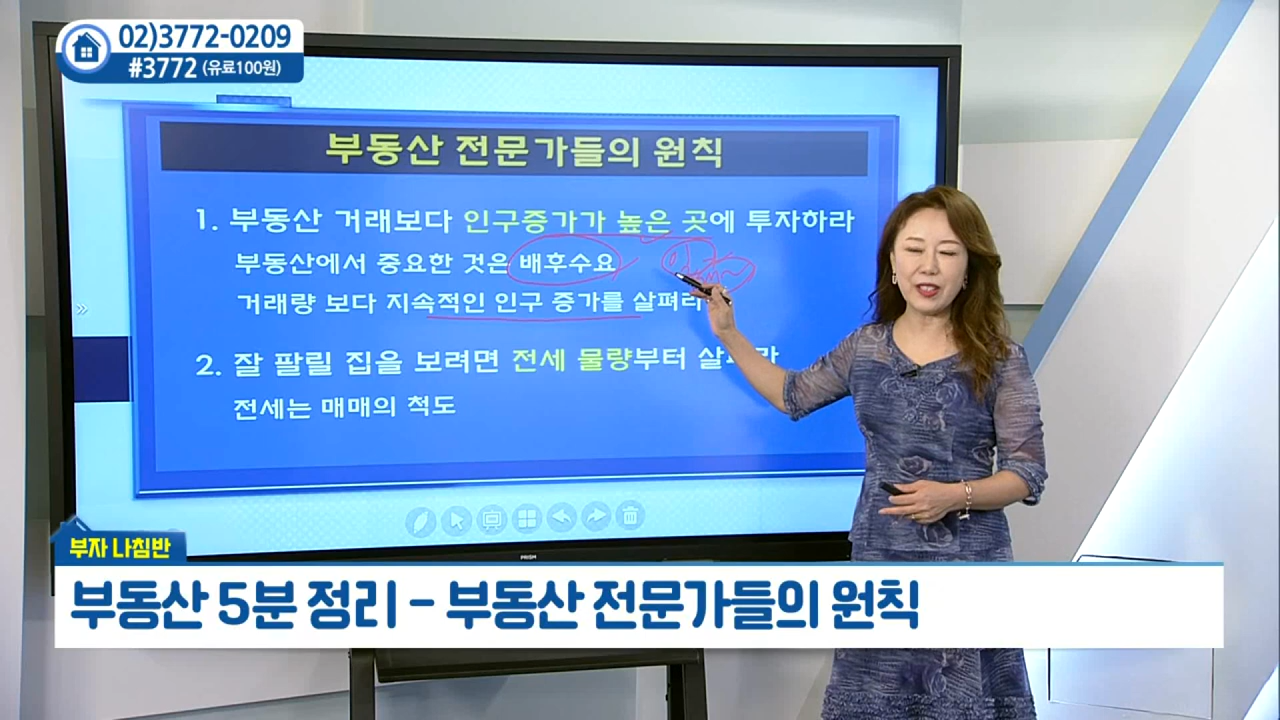 02)3772-0209
#3772 (유료100원)
부동산 전문가들의 원칙
1. 부동산 거래보다 인구증가가 높은 곳에 투자하라
부동산에서 중요한 것은 배후수요
거래량 보다 지속적인 인구 증가를 살펴라
2. 잘 팔릴 집을 보려면 전세 물량부터
전세는 매매의 척도
PRISM
부자 나침반
부동산 5분 정리 - 부동산 전문가들의 원칙